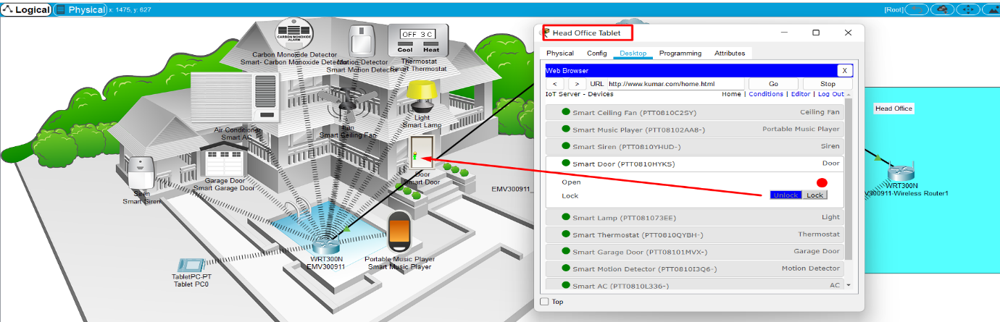 Logical Physical x: 1475, y: 627
[Root]
CARBON MONOXIDE
ALARM
Carbon Monoxide Detector
Smart- Carbon Monoxide Detector
Motion Detector
Smart Motion Detector
OFF 3 C
Cool Heat
Thermostat
Smart Thermostat
Air Conditioner
Smart AC
Fan
Smart Ceiling Fan
Light
Smart Lamp
Door
Smart Door
Garage Door
Smart Garage Door
Siren
Smart Siren
EMV300911_
WRT300N
EMV300911
Portable Music Player
Smart Music Player
TabletPC-PT
Tablet PC0
Head Office Tablet
Physical Config Desktop Programming Attributes
Web Browser X
< > URL http://www.kumar.com/home.html Go Stop
IoT Server - Devices Home | Conditions | Editor | Log Out
Smart Ceiling Fan (PTT0810C2SY) Ceiling Fan
Smart Music Player (PTT08102AA8-) Portable Music Player
Smart Siren (PTT0810YHUD-) Siren
Smart Door (PTT0810HYKS) Door
Open
Lock Unlock Lock
Smart Lamp (PTT081073EE) Light
Smart Thermostat (PTT0810QYBH-) Thermostat
Smart Garage Door (PTT08101MVX-) Garage Door
Smart Motion Detector (PTT0810I3Q6-) Motion Detector
Smart AC (PTT0810L336-) AC
Top
Head Office
WRT300N
V300911-Wireless Router1